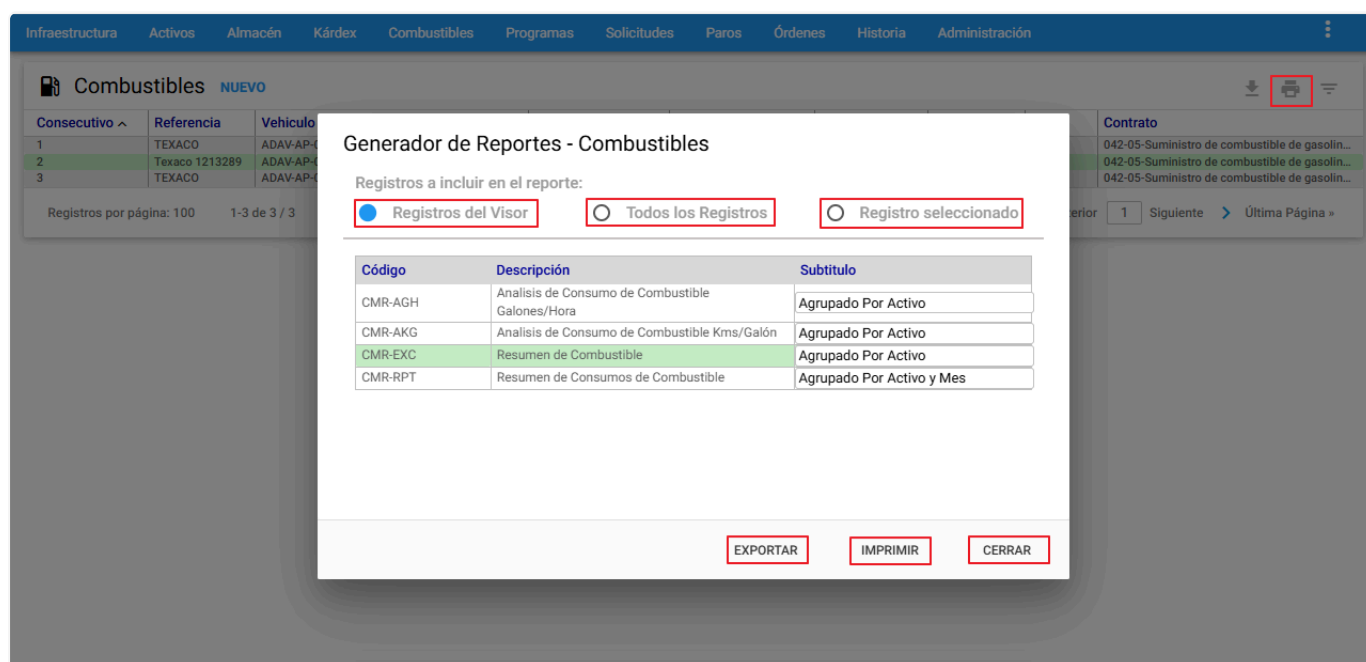 Infraestructura Activos Almacén Kárdex Combustibles Programas Solicitudes Paros Órdenes Historia Administración
Combustibles NUEVO
Consecutivo Referencia Vehiculo Contrato
1 TEXACO 042-05-Suministro de combustible de gasolin...
2 Texaco 1213289 042-05-Suministro de combustible de gasolin...
3 TEXACO 042-05-Suministro de combustible de gasolin...
Registros por página: 100 1-3 de 3 / 3 1 Siguiente Última Página »
Generador de Reportes - Combustibles
Registros a incluir en el reporte:
Registros del Visor Todos los Registros Registro seleccionado
Código Descripción Subtitulo
CMR-AGH Analisis de Consumo de Combustible
Galones/Hora Agrupado Por Activo
CMR-AKG Analisis de Consumo de Combustible Kms/Galón Agrupado Por Activo
CMR-EXC Resumen de Combustible Agrupado Por Activo
CMR-RPT Resumen de Consumos de Combustible Agrupado Por Activo y Mes
EXPORTAR IMPRIMIR CERRAR